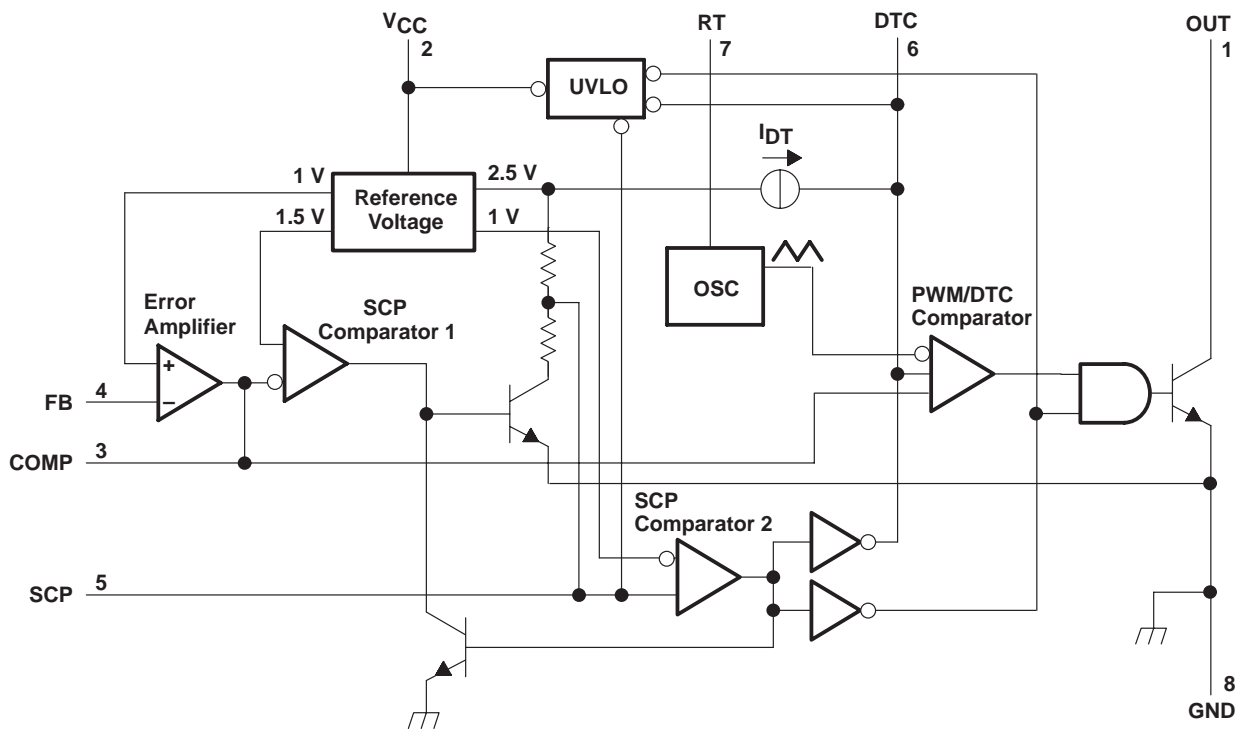 VCC
2
RT
7
DTC
6
OUT
1
UVLO
IDT
1 V
2.5 V
Reference
Voltage
1.5 V
1 V
OSC
Error
Amplifier
SCP
Comparator 1
PWM/DTC
Comparator
+
−
FB
4
COMP
3
SCP
Comparator 2
SCP
5
8
GND